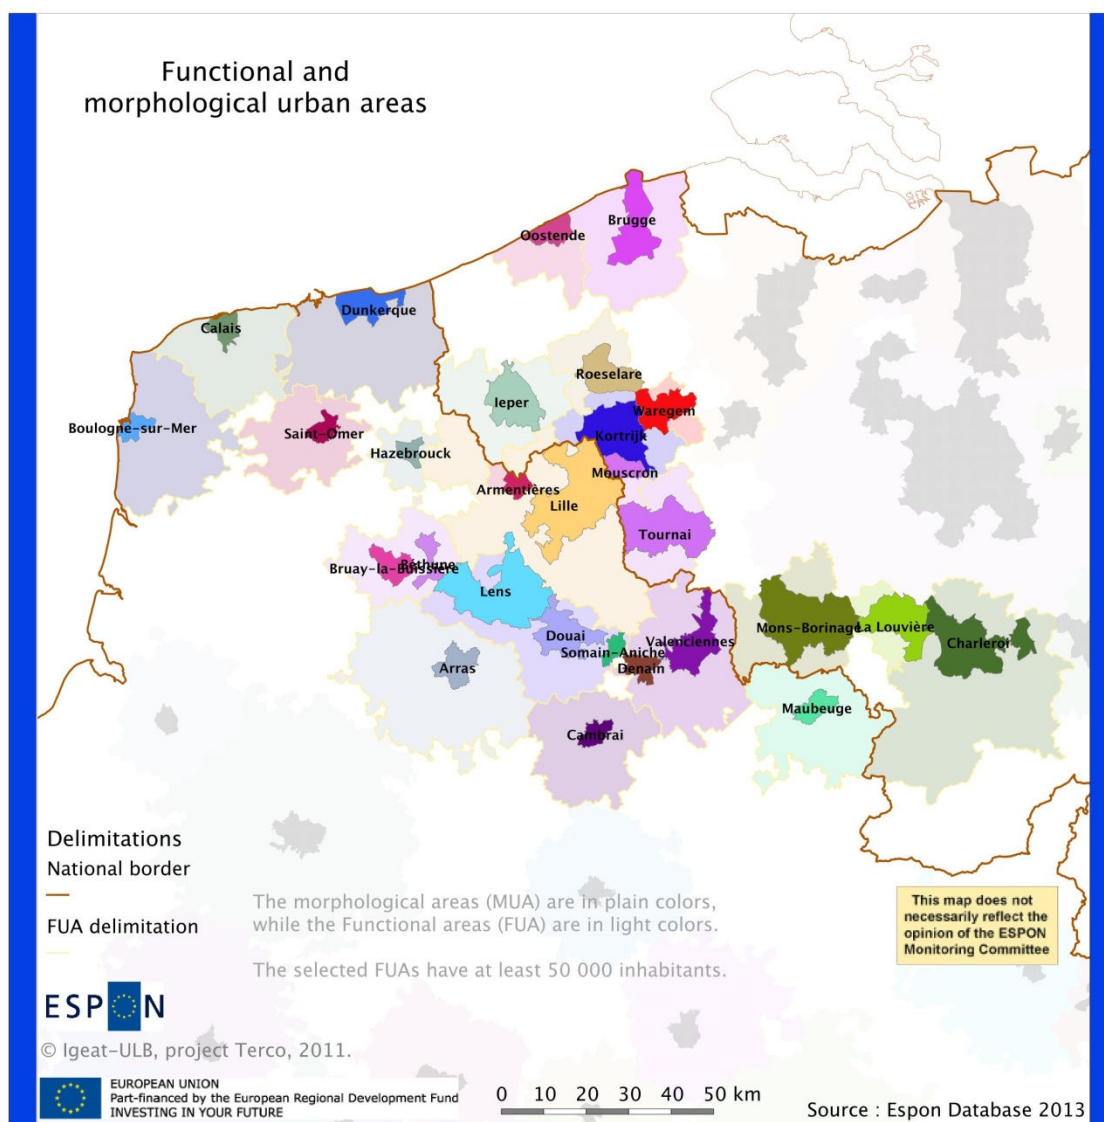 Functional and
morphological urban areas
Brugge
Oostende
Dunkerque
Calais
Roeselare
Ieper
Waregem
Boulogne-sur-Mer
Saint-Omer
Kortrijk
Hazebrouck
Mouscron
Armentières
Lille
Tournai
Béthune
Bruay-la-Buissière
Lens
Mons-Borinage
La Louvière
Douai
Valenciennes
Charleroi
Somain-Aniche
Arras
Denain
Maubeuge
Cambrai
Delimitations
National border
FUA delimitation
The morphological areas (MUA) are in plain colors,
while the Functional areas (FUA) are in light colors.
The selected FUAs have at least 50 000 inhabitants.
This map does not
necessarily reflect the
opinion of the ESPON
Monitoring Committee
ESPON
© Igeat-ULB, project Terco, 2011.
EUROPEAN UNION
Part-financed by the European Regional Development Fund
INVESTING IN YOUR FUTURE
0 10 20 30 40 50 km
Source : Espon Database 2013